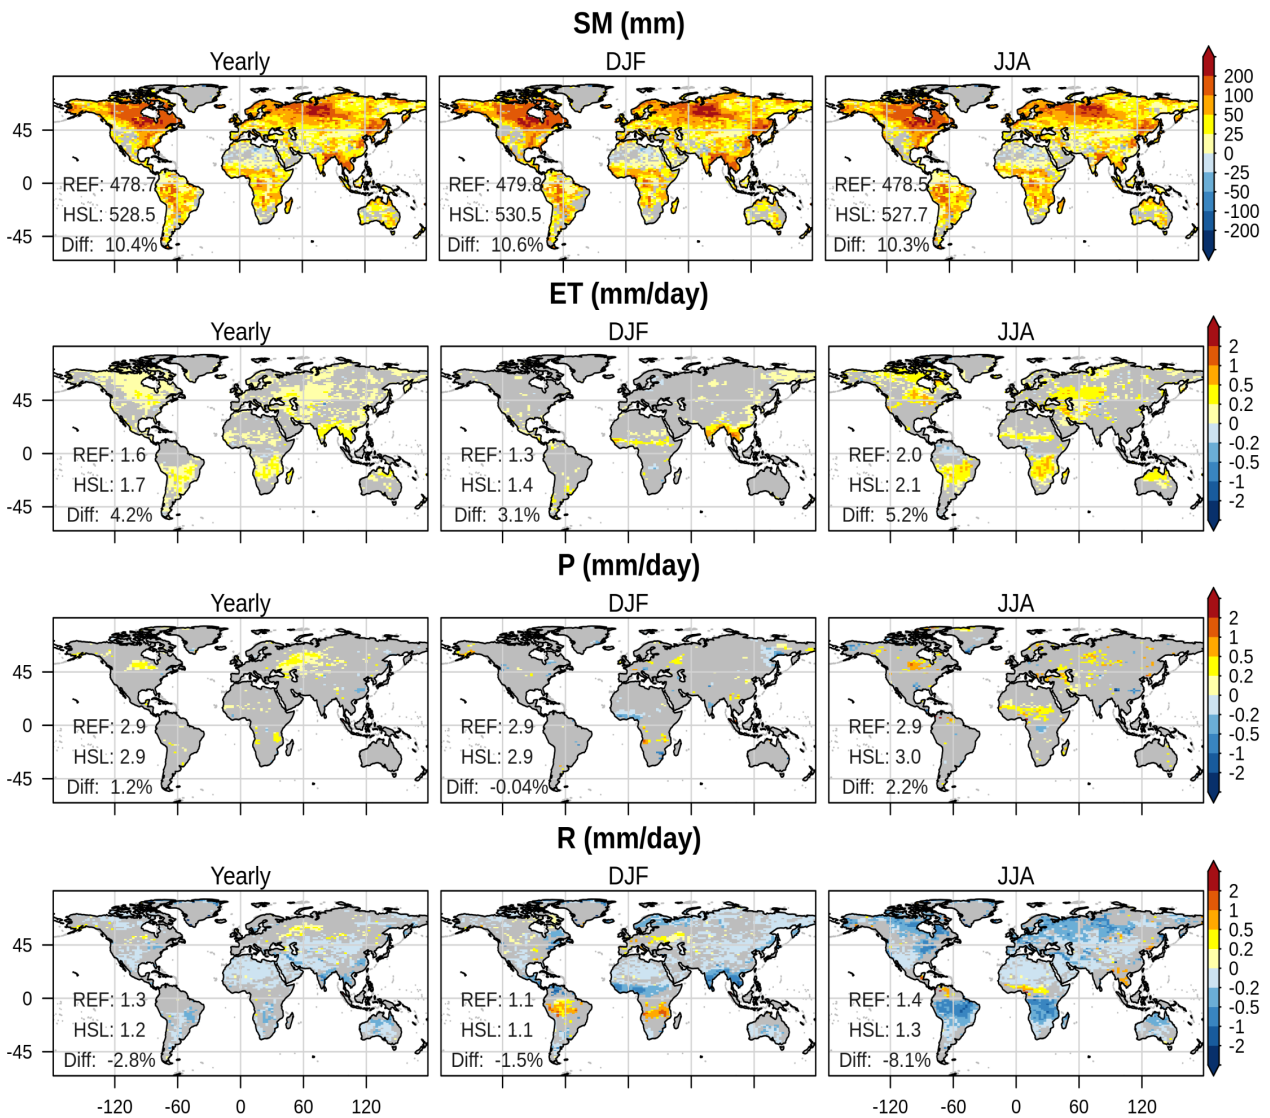 SM (mm)
Yearly DJF JJA
45
0
-45
REF: 478.7
HSL: 528.5
Diff: 10.4%
REF: 479.8
HSL: 530.5
Diff: 10.6%
REF: 478.5
HSL: 527.7
Diff: 10.3%
200
100
50
25
0
-25
-50
-100
-200
ET (mm/day)
Yearly DJF JJA
45
0
-45
REF: 1.6
HSL: 1.7
Diff: 4.2%
REF: 1.3
HSL: 1.4
Diff: 3.1%
REF: 2.0
HSL: 2.1
Diff: 5.2%
2
1
0.5
0.2
0
-0.2
-0.5
-1
-2
P (mm/day)
Yearly DJF JJA
45
0
-45
REF: 2.9
HSL: 2.9
Diff: 1.2%
REF: 2.9
HSL: 2.9
Diff: -0.04%
REF: 2.9
HSL: 3.0
Diff: 2.2%
2
1
0.5
0.2
0
-0.2
-0.5
-1
-2
R (mm/day)
Yearly DJF JJA
45
0
-45
REF: 1.3
HSL: 1.2
Diff: -2.8%
REF: 1.1
HSL: 1.1
Diff: -1.5%
REF: 1.4
HSL: 1.3
Diff: -8.1%
2
1
0.5
0.2
0
-0.2
-0.5
-1
-2
-120 -60 0 60 120
-120 -60 0 60 120